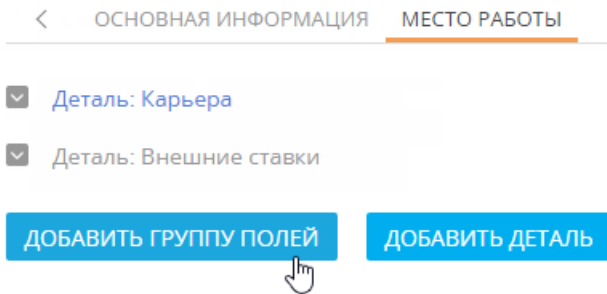 ОСНОВНАЯ ИНФОРМАЦИЯ МЕСТО РАБОТЫ
Деталь: Карьера
Деталь: Внешние ставки
ДОБАВИТЬ ГРУППУ ПОЛЕЙ ДОБАВИТЬ ДЕТАЛЬ